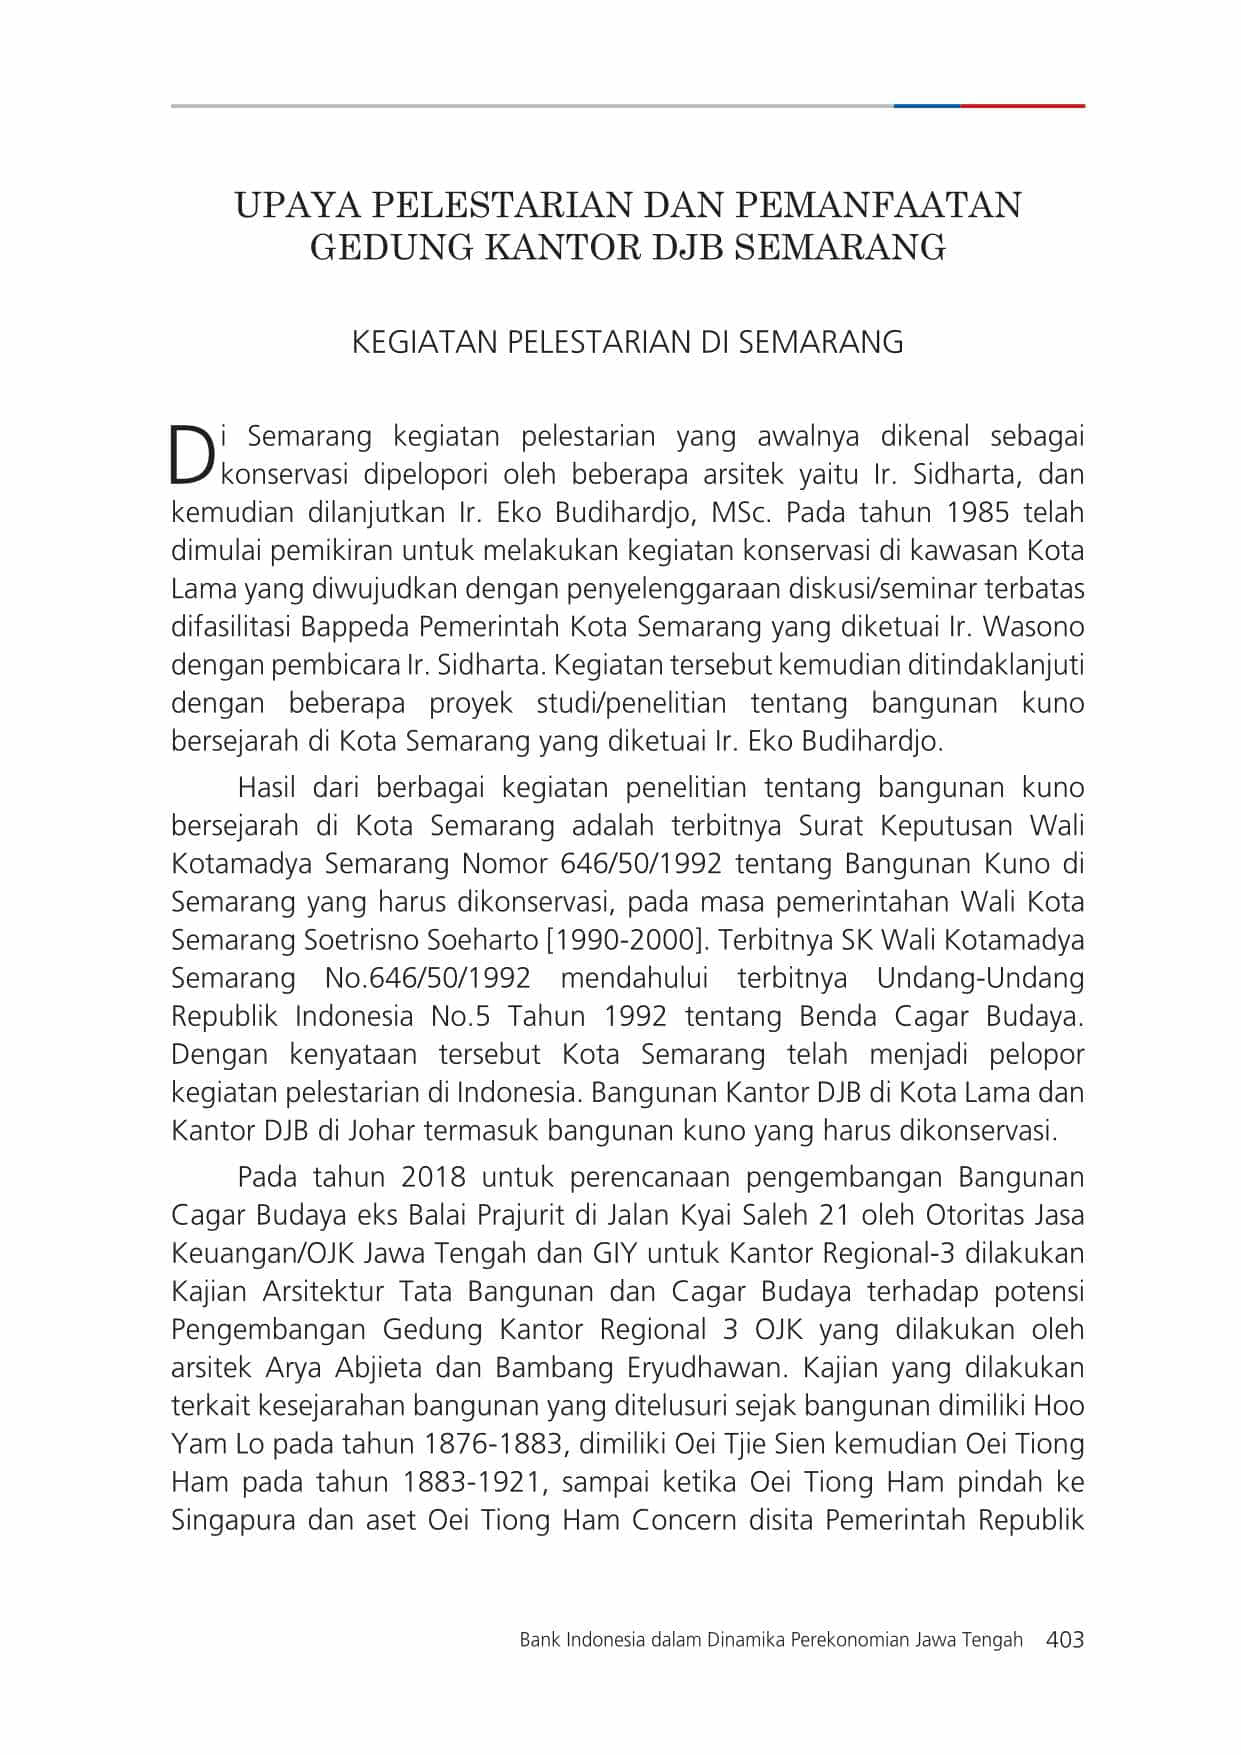 UPAYA PELESTARIAN DAN PEMANFAATAN
GEDUNG KANTOR DJB SEMARANG
KEGIATAN PELESTARIAN DI SEMARANG
Di Semarang kegiatan pelestarian yang awalnya dikenal sebagai
konservasi dipelopori oleh beberapa arsitek yaitu Ir. Sidharta, dan
kemudian dilanjutkan Ir. Eko Budihardjo, MSc. Pada tahun 1985 telah
dimulai pemikiran untuk melakukan kegiatan konservasi di kawasan Kota
Lama yang diwujudkan dengan penyelenggaraan diskusi/seminar terbatas
difasilitasi Bappeda Pemerintah Kota Semarang yang diketuai Ir. Wasono
dengan pembicara Ir. Sidharta. Kegiatan tersebut kemudian ditindaklanjuti
dengan beberapa proyek studi/penelitian tentang bangunan kuno
bersejarah di Kota Semarang yang diketuai Ir. Eko Budihardjo.
Hasil dari berbagai kegiatan penelitian tentang bangunan kuno
bersejarah di Kota Semarang adalah terbitnya Surat Keputusan Wali
Kotamadya Semarang Nomor 646/50/1992 tentang Bangunan Kuno di
Semarang yang harus dikonservasi, pada masa pemerintahan Wali Kota
Semarang Soetrisno Soeharto [1990-2000]. Terbitnya SK Wali Kotamadya
Semarang No.646/50/1992 mendahului terbitnya Undang-Undang
Republik Indonesia No.5 Tahun 1992 tentang Benda Cagar Budaya.
Dengan kenyataan tersebut Kota Semarang telah menjadi pelopor
kegiatan pelestarian di Indonesia. Bangunan Kantor DJB di Kota Lama dan
Kantor DJB di Johar termasuk bangunan kuno yang harus dikonservasi.
Pada tahun 2018 untuk perencanaan pengembangan Bangunan
Cagar Budaya eks Balai Prajurit di Jalan Kyai Saleh 21 oleh Otoritas Jasa
Keuangan/OJK Jawa Tengah dan GIY untuk Kantor Regional-3 dilakukan
Kajian Arsitektur Tata Bangunan dan Cagar Budaya terhadap potensi
Pengembangan Gedung Kantor Regional 3 OJK yang dilakukan oleh
arsitek Arya Abjieta dan Bambang Eryudhawan. Kajian yang dilakukan
terkait kesejarahan bangunan yang ditelusuri sejak bangunan dimiliki Hoo
Yam Lo pada tahun 1876-1883, dimiliki Oei Tjie Sien kemudian Oei Tiong
Ham pada tahun 1883-1921, sampai ketika Oei Tiong Ham pindah ke
Singapura dan aset Oei Tiong Ham Concern disita Pemerintah Republik
Bank Indonesia dalam Dinamika Perekonomian Jawa Tengah 403